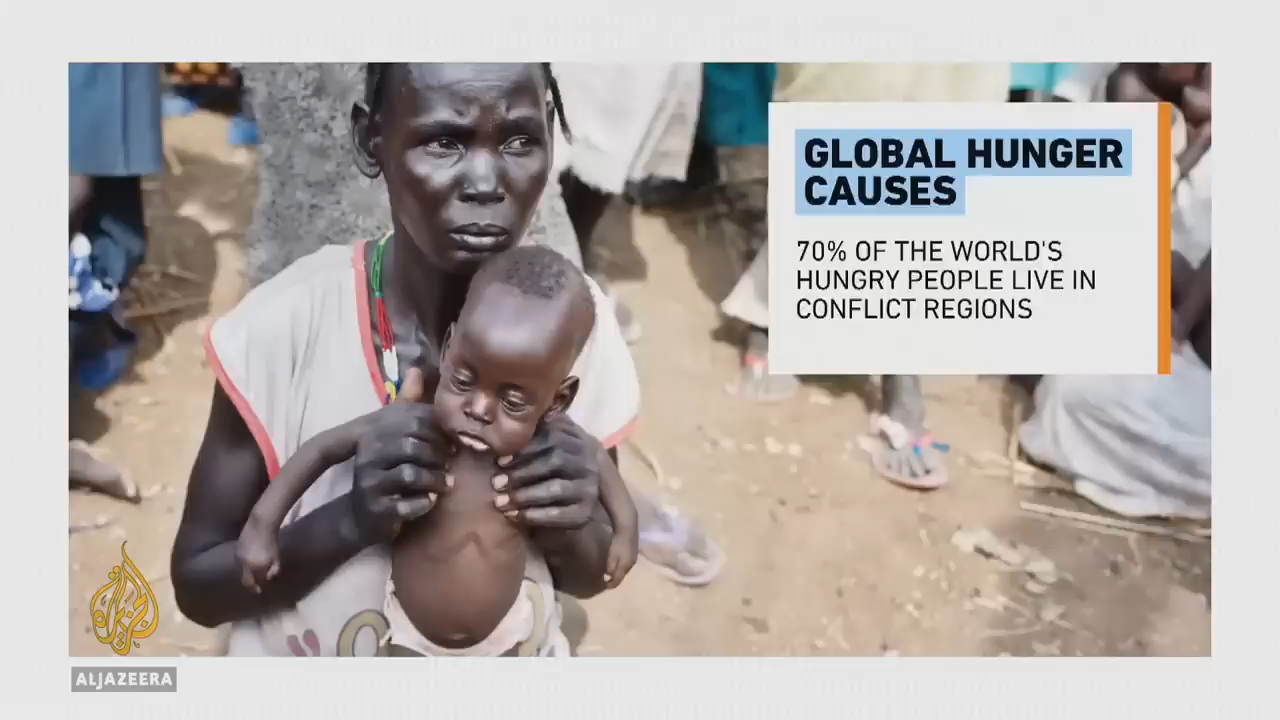 GLOBAL HUNGER
CAUSES
70% OF THE WORLD'S
HUNGRY PEOPLE LIVE IN
CONFLICT REGIONS
الجزيرة
ALJAZEERA